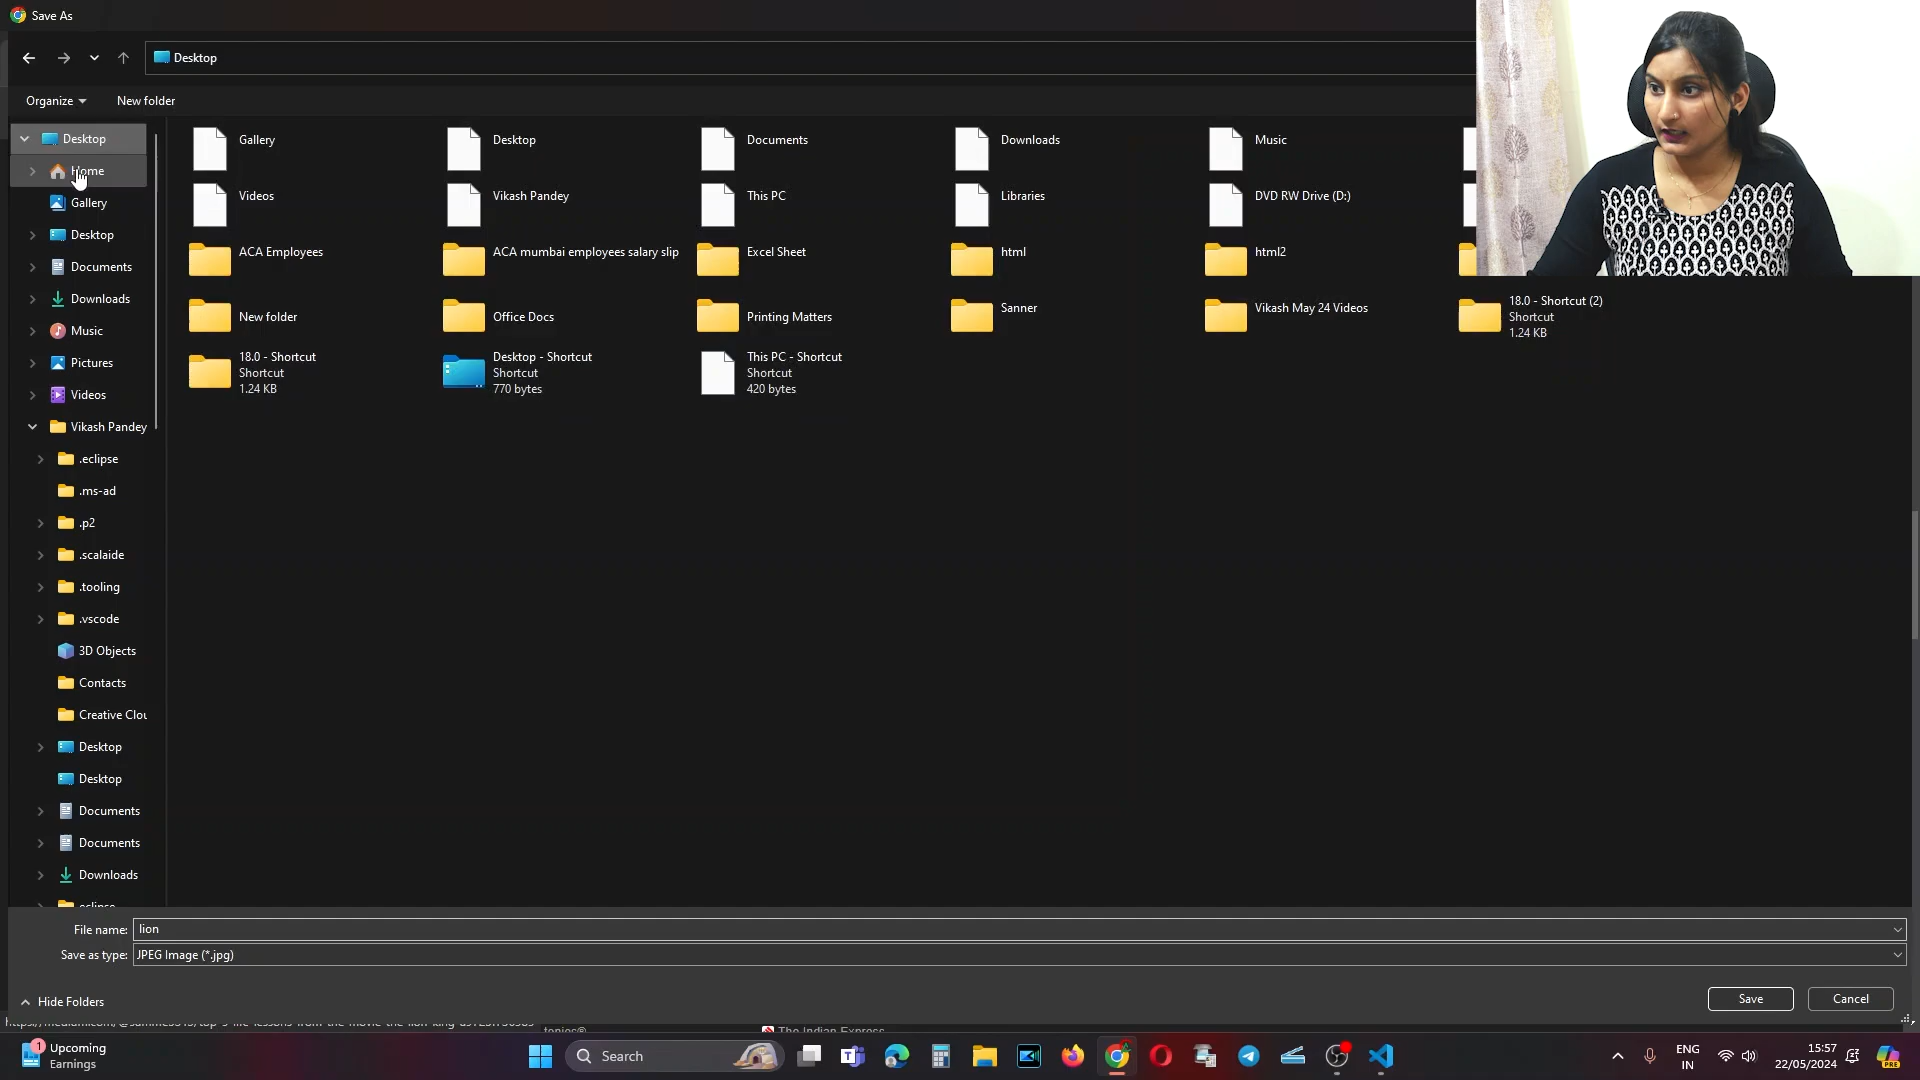 Save As
Desktop
Organize
New folder
Desktop
Home
Gallery
Desktop
Documents
Downloads
Music
Pictures
Videos
Vikash Pandey
.eclipse
.ms-ad
.p2
.scalaide
.tooling
.vscode
3D Objects
Contacts
Creative Clou
Desktop
Desktop
Documents
Documents
Downloads
eclipse
Gallery
Desktop
Documents
Downloads
Music
Videos
Vikash Pandey
This PC
Libraries
DVD RW Drive (D:)
ACA Employees
ACA mumbai employees salary slip
Excel Sheet
html
html2
New folder
Office Docs
Printing Matters
Sanner
Vikash May 24 Videos
18.0 - Shortcut (2)
Shortcut
1.24 KB
18.0 - Shortcut
Shortcut
1.24 KB
Desktop - Shortcut
Shortcut
770 bytes
This PC - Shortcut
Shortcut
420 bytes
File name: lion
Save as type: JPEG Image (*.jpg)
Hide Folders
Save
Cancel
The Indian Express
1
Upcoming
Earnings
Search
ENG
IN
15:57
22/05/2024
PRE